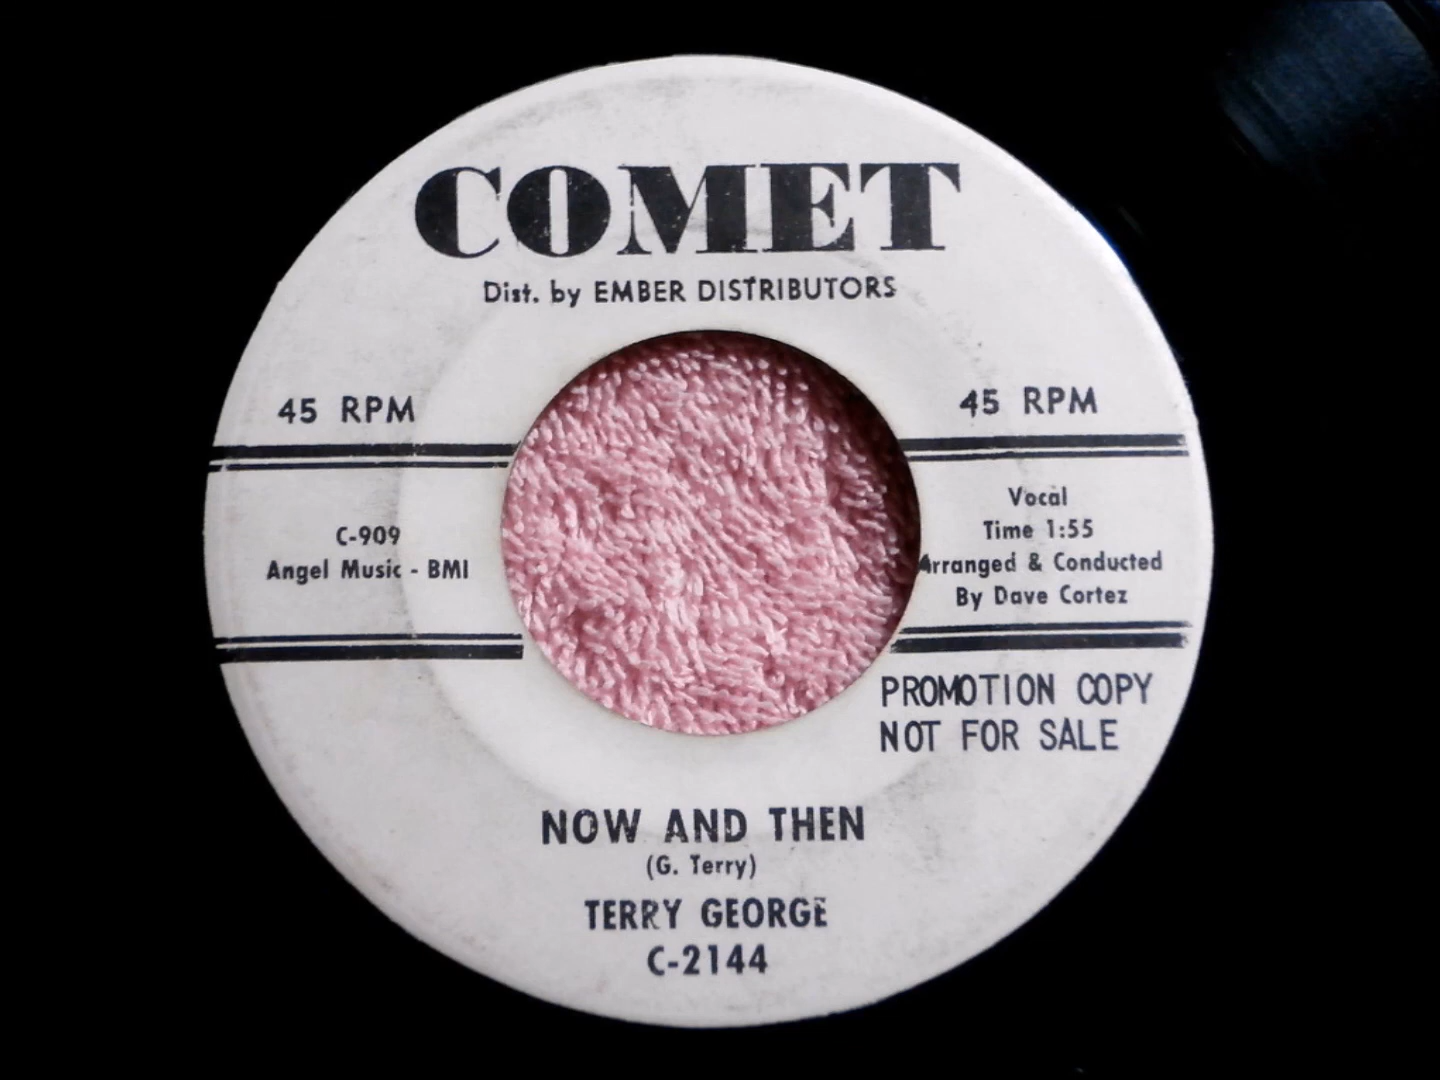 COMET
Dist. by EMBER DISTRIBUTORS
45 RPM
45 RPM
C-909
Angel Music - BMI
Vocal
Time 1:55
Arranged & Conducted
By Dave Cortez
PROMOTION COPY
NOT FOR SALE
NOW AND THEN
(G. Terry)
TERRY GEORGE
C-2144